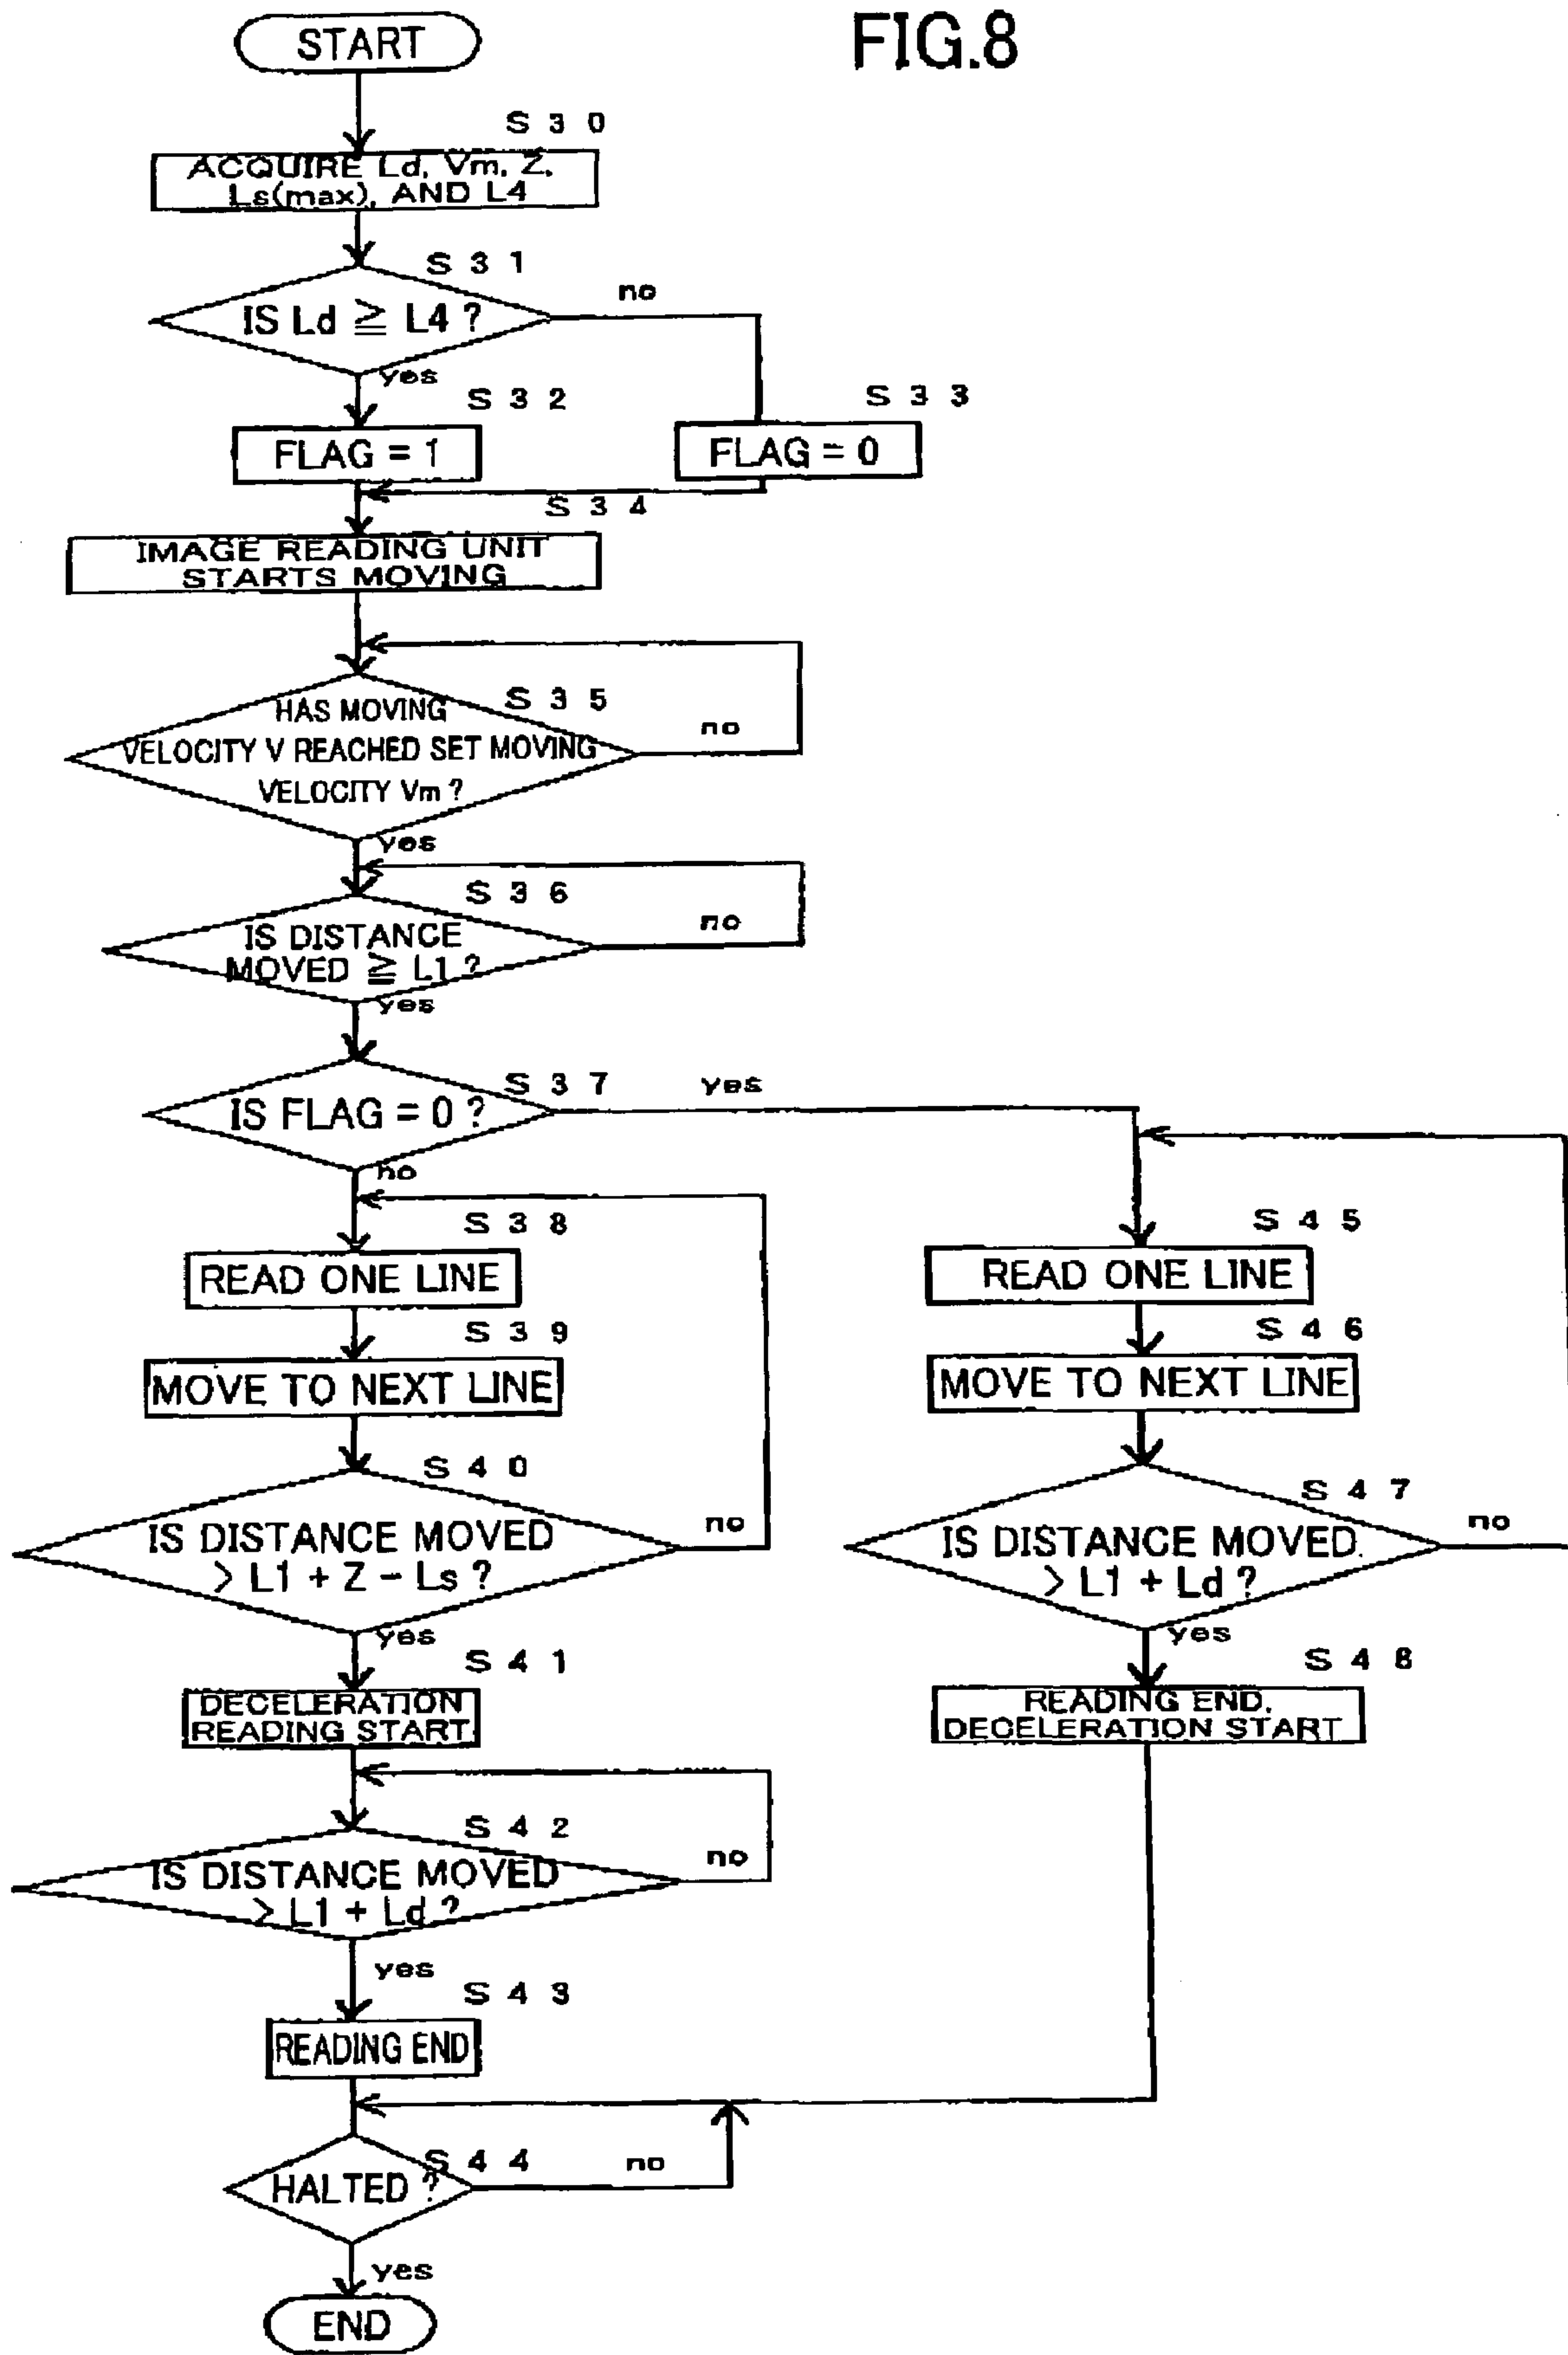 FIG.8
START
S30
ACQUIRE Ld, Vm, Z,
Ls(max), AND L4
S31
IS Ld ≧ L4 ?
no
yes
S32
FLAG = 1
S33
FLAG = 0
S34
IMAGE READING UNIT
STARTS MOVING
S35
HAS MOVING
VELOCITY V REACHED SET MOVING
VELOCITY Vm ?
no
yes
S36
IS DISTANCE
MOVED ≧ L1 ?
no
yes
S37
IS FLAG = 0 ?
yes
no
S38
READ ONE LINE
S39
MOVE TO NEXT LINE
S40
IS DISTANCE MOVED
> L1 + Z - Ls ?
no
yes
S41
DECELERATION
READING START
S42
IS DISTANCE MOVED
> L1 + Ld ?
no
yes
S43
READING END
S44
HALTED ?
no
yes
END
S45
READ ONE LINE
S46
MOVE TO NEXT LINE
S47
IS DISTANCE MOVED
> L1 + Ld ?
no
yes
S48
READING END,
DECELERATION START